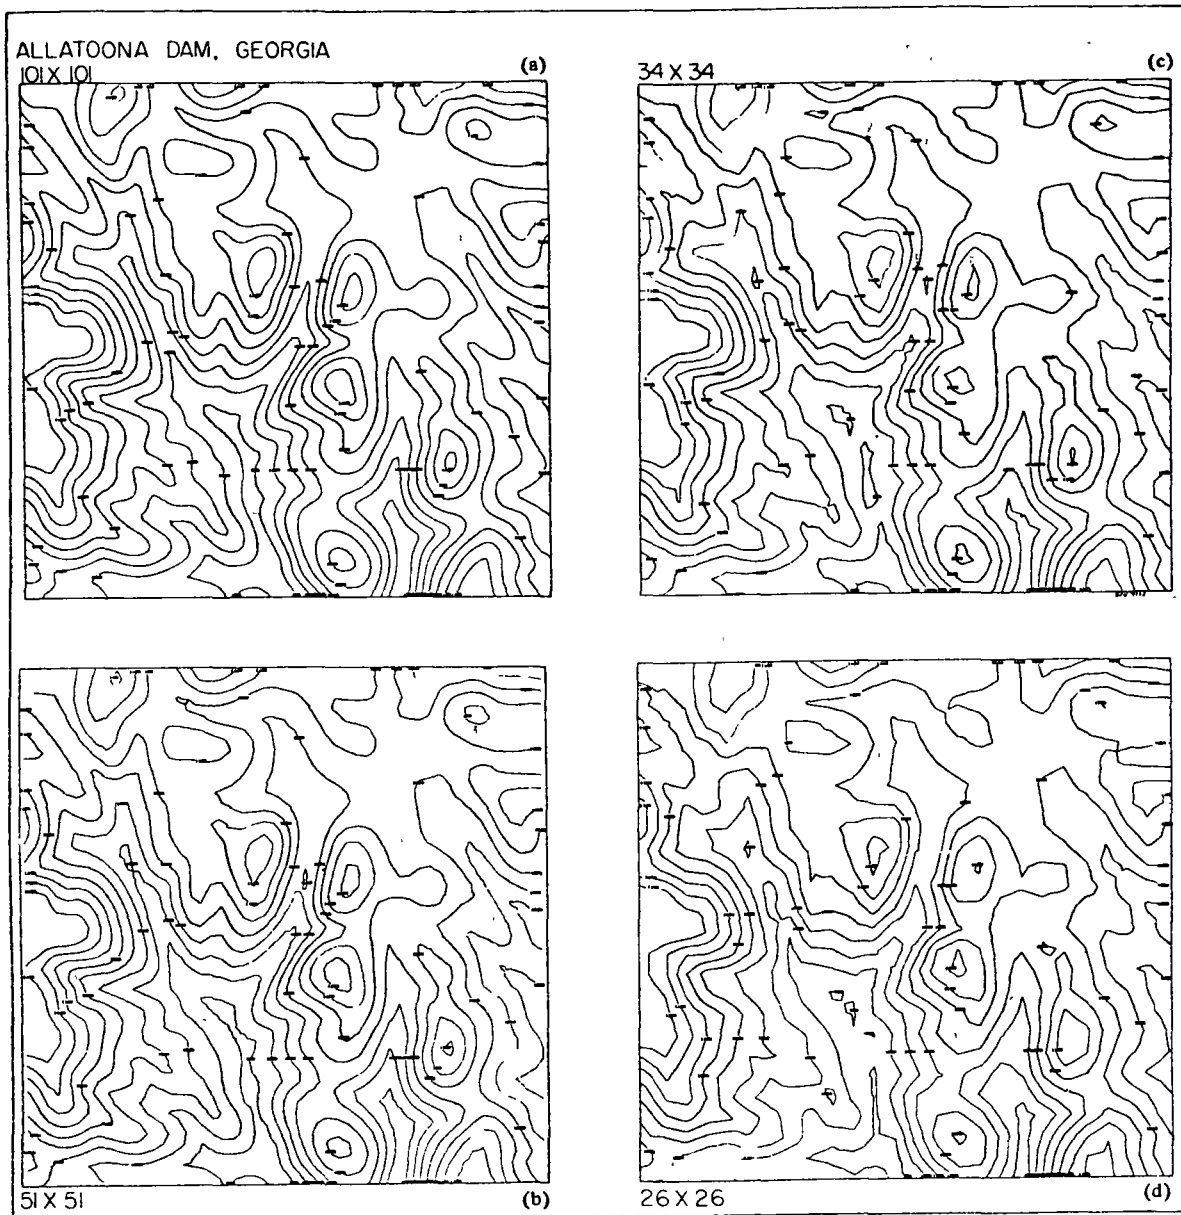 ALLATOONA DAM, GEORGIA
101 X 101
(a)
34 X 34
(c)
51 X 51
(b)
26 X 26
(d)